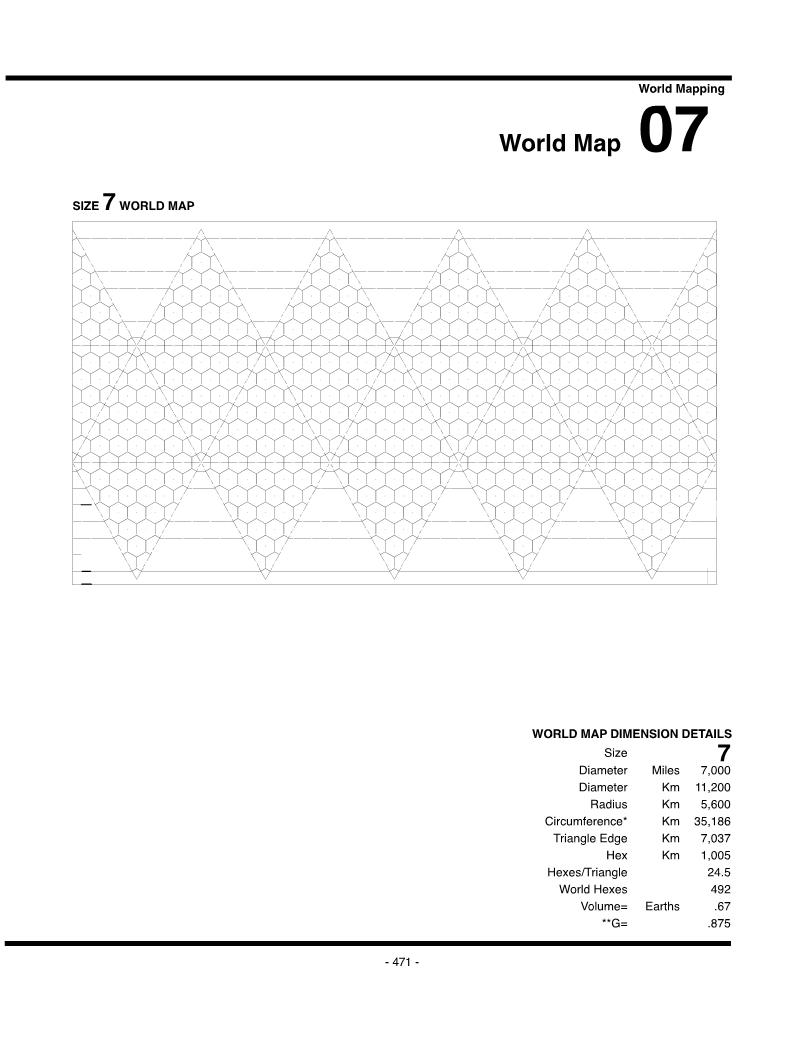 World Mapping
World Map 07
SIZE 7 WORLD MAP
WORLD MAP DIMENSION DETAILS
Size 7
Diameter Miles 7,000
Diameter Km 11,200
Radius Km 5,600
Circumference* Km 35,186
Triangle Edge Km 7,037
Hex Km 1,005
Hexes/Triangle 24.5
World Hexes 492
Volume= Earths .67
**G= .875
- 471 -